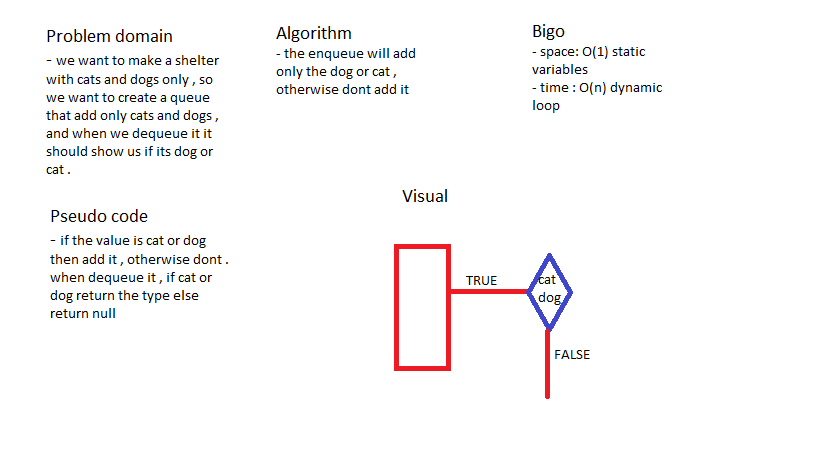 Problem domain
- we want to make a shelter
with cats and dogs only , so
we want to create a queue
that add only cats and dogs ,
and when we dequeue it it
should show us if its dog or
cat .
Algorithm
- the enqueue will add
only the dog or cat ,
otherwise dont add it
Bigo
- space: O(1) static
variables
- time : O(n) dynamic
loop
Pseudo code
- if the value is cat or dog
then add it , otherwise dont .
when dequeue it , if cat or
dog return the type else
return null
Visual
TRUE
cat
dog
FALSE